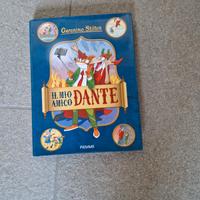 Geronimo Stilton
IL MIO
AMICO
DANTE
PIEMME